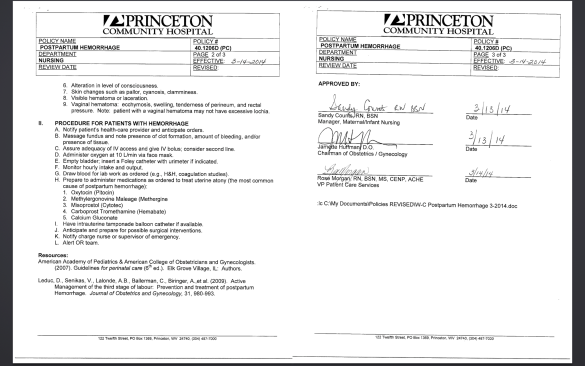 PRINCETON
COMMUNITY HOSPITAL
POLICY NAME
POSTPARTUM HEMORRHAGE
POLICY #
40.1206D (PC)
DEPARTMENT
NURSING
PAGE 2 of 3
EFFECTIVE: 3-14-2014
REVIEW DATE
REVISED:
6. Alteration in level of consciousness.
7. Skin changes such as pallor, cyanosis, clamminess.
8. Visible hematoma or laceration.
9. Vaginal hematoma: ecchymosis, swelling, tenderness of perineum, and rectal
pressure. Note: patient with a vaginal hematoma may not have excessive lochia.
II. PROCEDURE FOR PATIENTS WITH HEMORRHAGE
A. Notify patient's health-care provider and anticipate orders.
B. Message fundus and note presence of clot formation, amount of bleeding, and/or
presence of tissue.
C. Assure adequacy of IV access and give IV bolus; consider second line.
D. Administer oxygen at 10 L/min via face mask.
E. Empty bladder; insert a Foley catheter with urimeter if indicated.
F. Monitor hourly intake and output.
G. Draw blood for lab work as ordered (e.g., H&H, coagulation studies).
H. Prepare to administer medications as ordered to treat uterine atony (the most common
cause of postpartum hemorrhage):
1. Oxytocin (Pitocin)
2. Methylergonovine Maleage (Methergine
3. Misoprostol (Cytotec)
4. Carboprost Tromethamine (Hemabate)
5. Calcium Gluconate
I. Have intrauterine temponade balloon catheter if available.
J. Anticipate and prepare for possible surgical interventions.
K. Notify charge nurse or supervisor of emergency.
L. Alert OR team.
Resources:
American Academy of Pediatrics & American College of Obstetricians and Gynecologists.
(2007). Guidelines for perinatal care (6th ed.). Elk Grove Village, IL: Authors.
Leduc, D., Senikas, V., Lalonde, A.B., Ballerman, C., Biringer, A.,et al. (2009). Active
Management of the third stage of labour: Prevention and treatment of postpartum
Hemorrhage. Journal of Obstetrics and Gynecology, 31, 980-993.
122 Twelfth Street, PO Box 1369, Princeton, WV 24740, (304) 487-7000
PRINCETON
COMMUNITY HOSPITAL
POLICY NAME
POSTPARTUM HEMORRHAGE
POLICY #
40.1206D (PC)
DEPARTMENT
NURSING
PAGE 3 of 3
EFFECTIVE: 3-14-2014
REVIEW DATE
REVISED:
APPROVED BY:
Sandy Counts RN BSN 3/13/14
Sandy Counts, RN, BSN Date
Manager, Maternal/Infant Nursing
3/13/14
Jainette Huffman, D.O. Date
Chairman of Obstetrics / Gynecology
3/14/14
Rose Morgan, RN, BSN, MS, CENP, ACHE Date
VP Patient Care Services
/c C:\My Documents\Policies REVISED\W-C Postpartum Hemorrhage 3-2014.doc
122 Twelfth Street, PO Box 1369, Princeton, WV 24740, (304) 487-7000